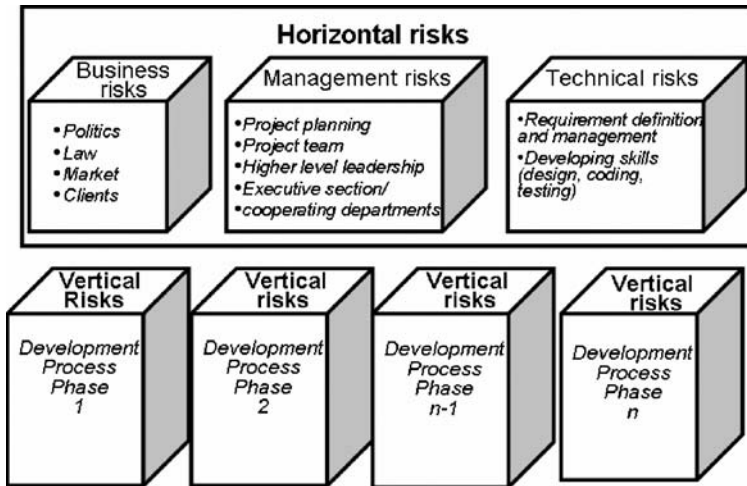 Horizontal risks
Business
risks
• Politics
• Law
• Market
• Clients
Management risks
•Project planning
•Project team
•Higher level leadership
•Executive section/
•cooperating departments
Technical risks
•Requirement definition
and management
•Developing skills
(design, coding,
testing)
Vertical
Risks
Development
Process
Phase
1
Vertical
risks
Development
Process
Phase
2
Vertical
risks
Development
Process
Phase
n-1
Vertical
risks
Development
Process
Phase
n